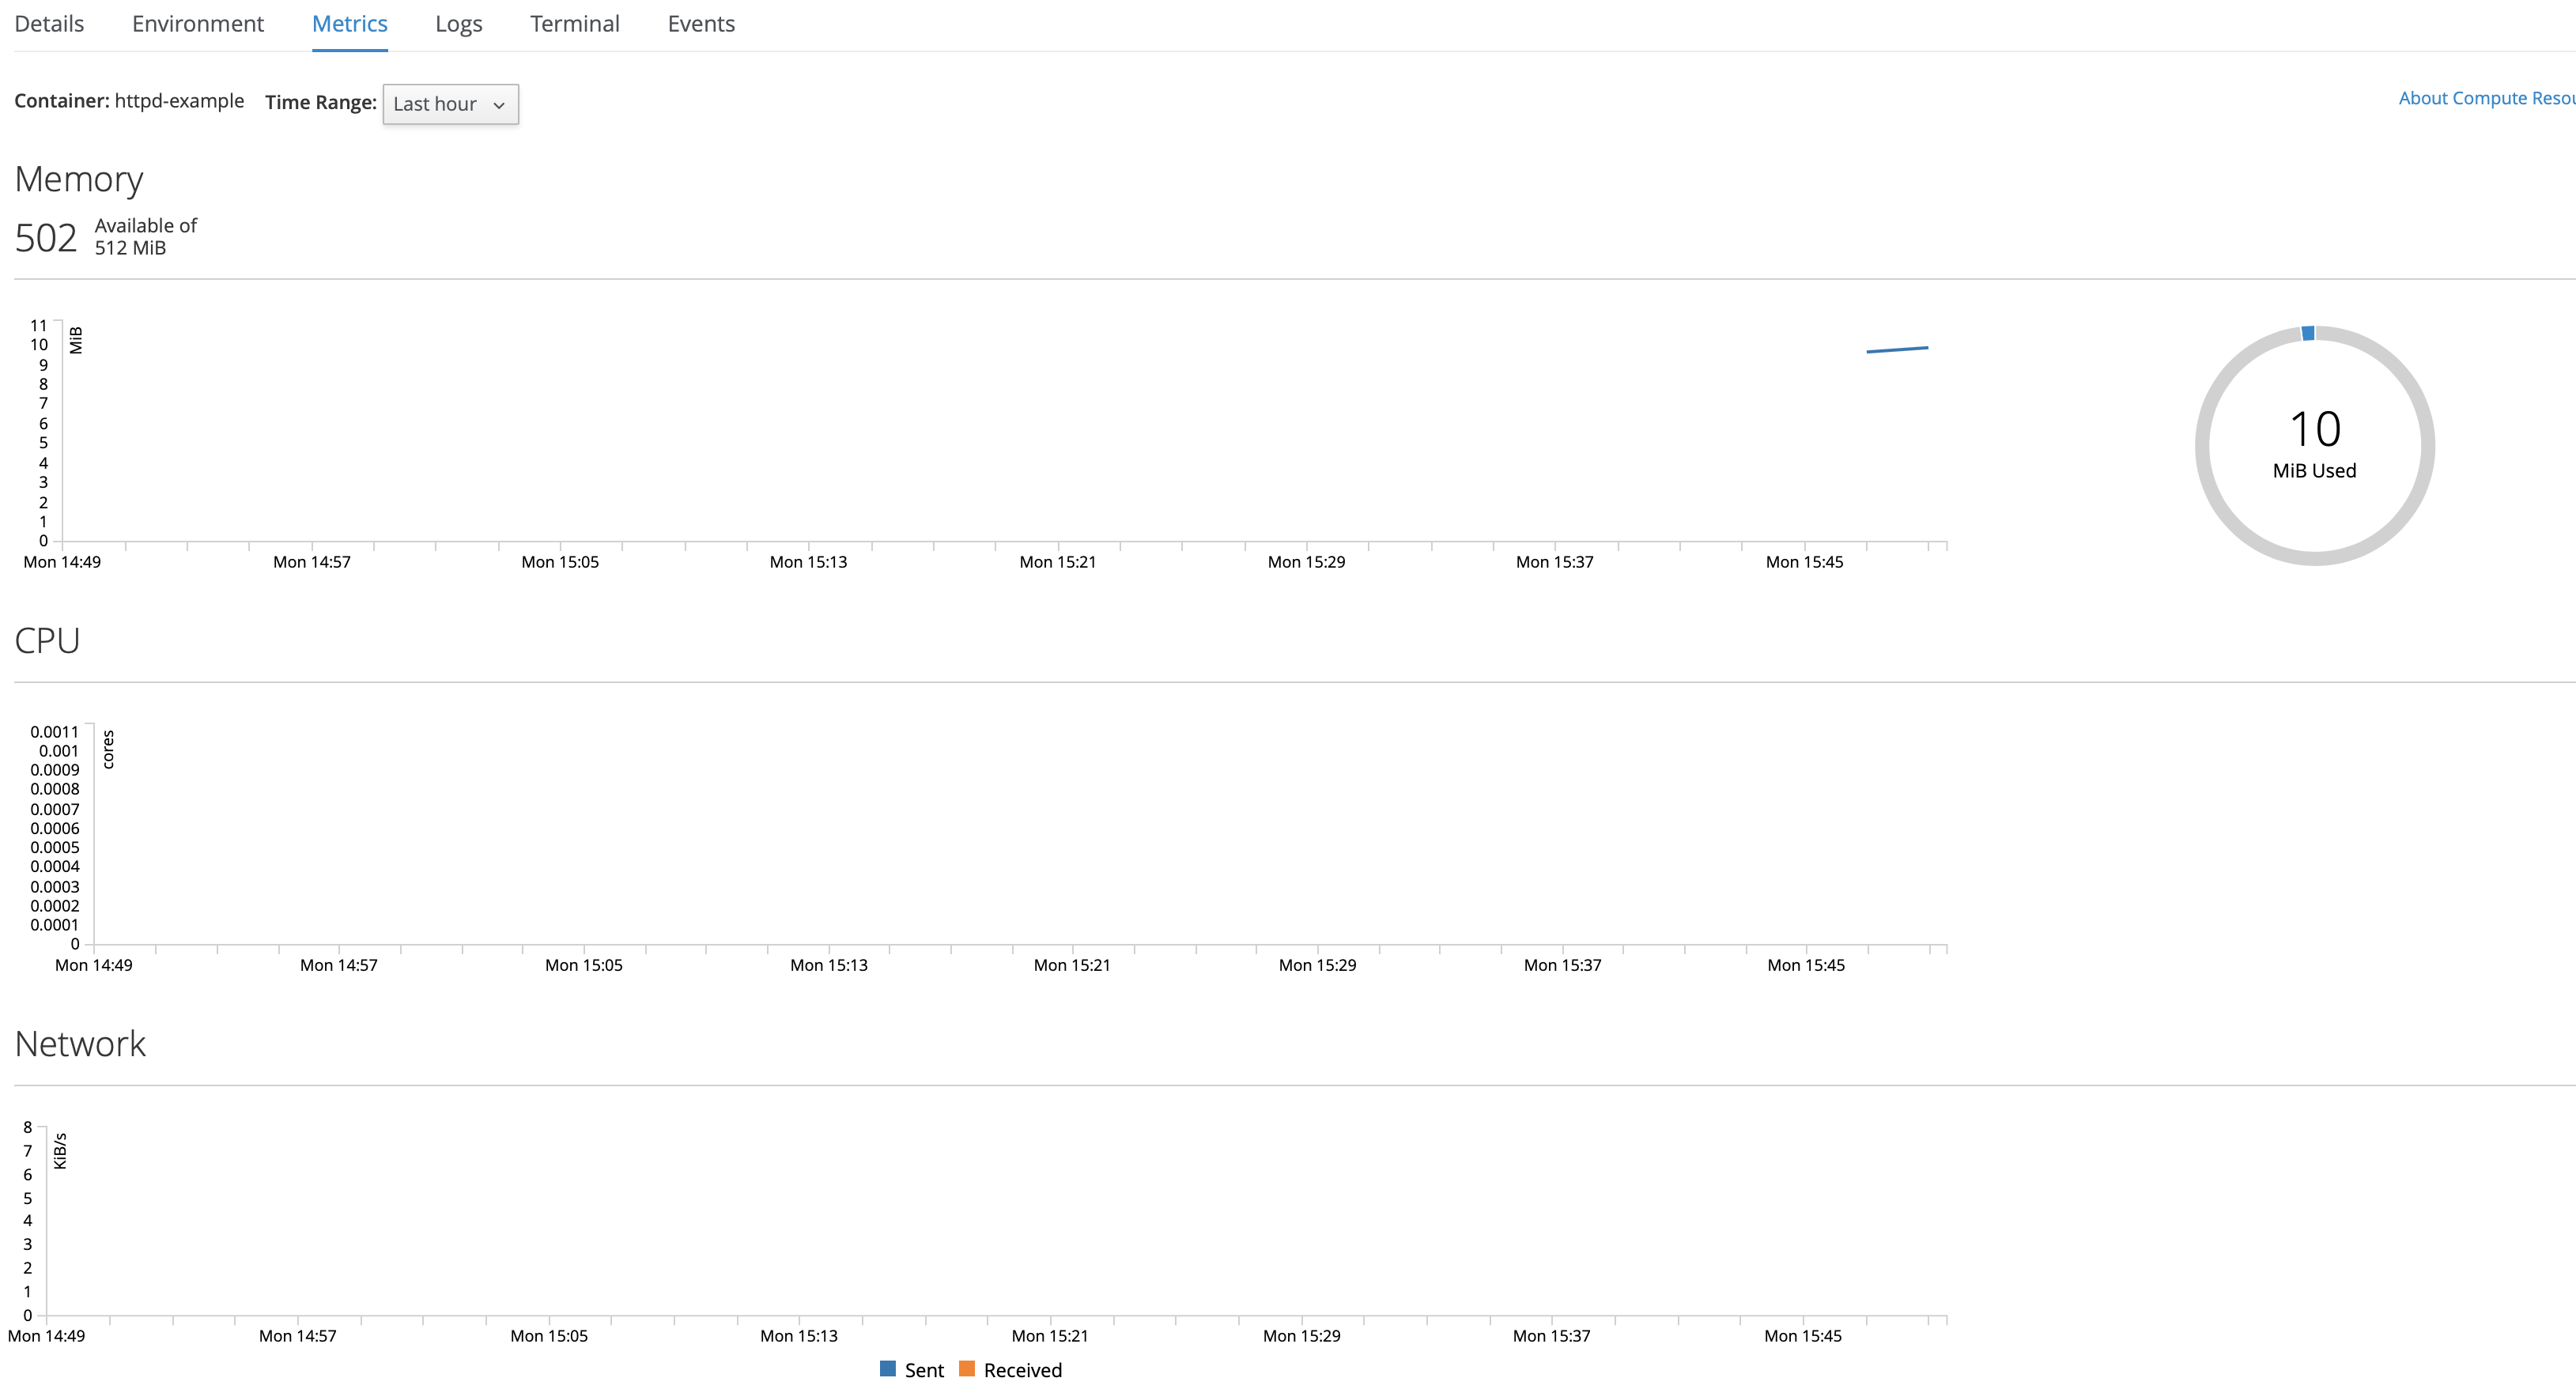 Details Environment Metrics Logs Terminal Events
Container: httpd-example Time Range: Last hour
About Compute
Memory
502 Available of
512 MiB
MiB
11
10
9
8
7
6
5
4
3
2
1
0
Mon 14:49 Mon 14:57 Mon 15:05 Mon 15:13 Mon 15:21 Mon 15:29 Mon 15:37 Mon 15:45
10
MiB Used
CPU
cores
0.0011
0.001
0.0009
0.0008
0.0007
0.0006
0.0005
0.0004
0.0003
0.0002
0.0001
0
Mon 14:49 Mon 14:57 Mon 15:05 Mon 15:13 Mon 15:21 Mon 15:29 Mon 15:37 Mon 15:45
Network
KiB/s
8
7
6
5
4
3
2
1
0
Mon 14:49 Mon 14:57 Mon 15:05 Mon 15:13 Mon 15:21 Mon 15:29 Mon 15:37 Mon 15:45
Sent Received